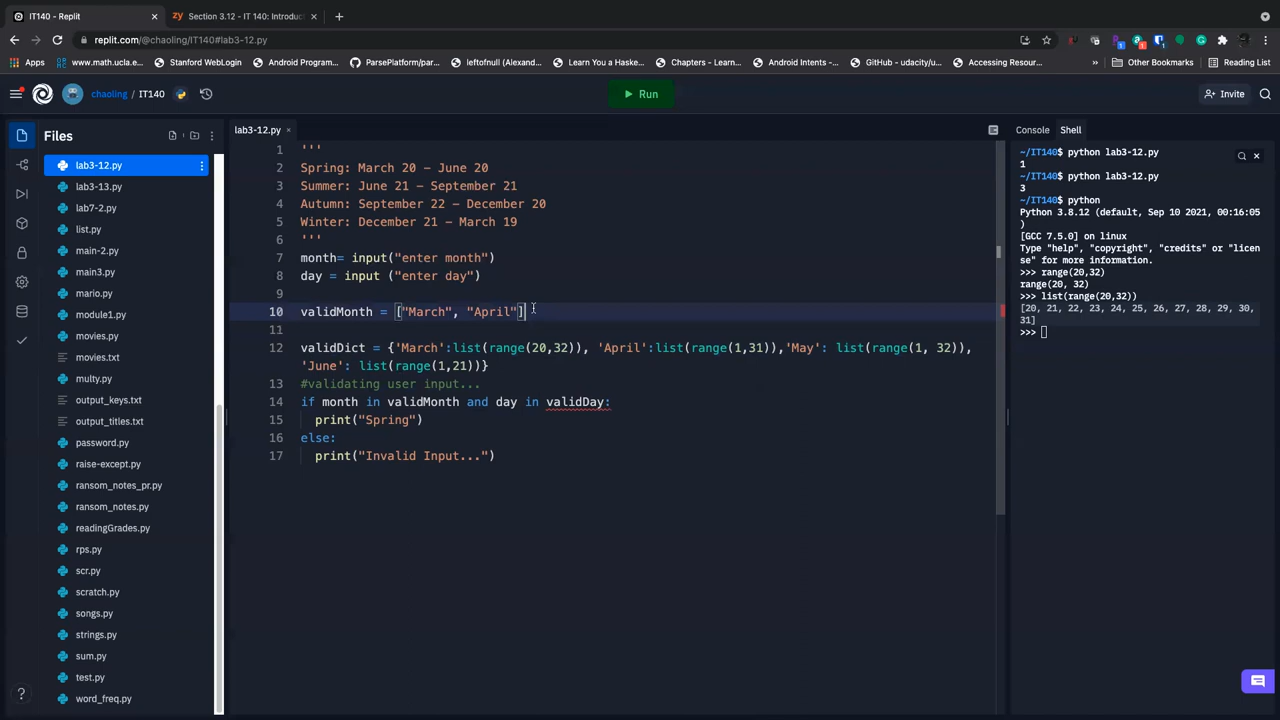 IT140 - Replit
Section 3.12 - IT 140: Introduc
replit.com/@chaoling/IT140#lab3-12.py
Apps
www.math.ucla.e...
Stanford WebLogin
Android Programm...
ParsePlatform/par...
leftofnull (Alexand...
Learn You a Haske...
Chapters - Learn...
Android Intents -...
GitHub - udacity/u...
Accessing Resour...
»
Other Bookmarks
Reading List
chaoling / IT140
Run
Invite
Files
lab3-12.py
lab3-13.py
lab7-2.py
list.py
main-2.py
main3.py
mario.py
module1.py
movies.py
movies.txt
multy.py
output_keys.txt
output_titles.txt
password.py
raise-except.py
ransom_notes_pr.py
ransom_notes.py
readingGrades.py
rps.py
scr.py
scratch.py
songs.py
strings.py
sum.py
test.py
word_freq.py
?
lab3-12.py ×
1 '''
2 Spring: March 20 - June 20
3 Summer: June 21 - September 21
4 Autumn: September 22 - December 20
5 Winter: December 21 - March 19
6 '''
7 month= input("enter month")
8 day = input ("enter day")
9
10 validMonth = ["March", "April"]
11
12 validDict = {'March':list(range(20,32)), 'April':list(range(1,31)),'May': list(range(1, 32)),
'June': list(range(1,21))}
13 #validating user input...
14 if month in validMonth and day in validDay:
15 print("Spring")
16 else:
17 print("Invalid Input...")
Console
Shell
~/IT140$ python lab3-12.py
1
~/IT140$ python lab3-12.py
3
~/IT140$ python
Python 3.8.12 (default, Sep 10 2021, 00:16:05
)
[GCC 7.5.0] on linux
Type "help", "copyright", "credits" or "licen
se" for more information.
>>> range(20,32)
range(20, 32)
>>> list(range(20,32))
[20, 21, 22, 23, 24, 25, 26, 27, 28, 29, 30,
31]
>>>